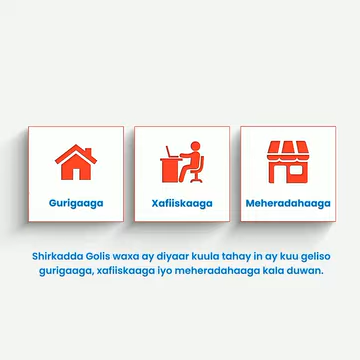 Gurigaaga
Xafiiskaaga
Meheradahaaga
Shirkadda Golis waxa ay diyaar kuula tahay in ay kuu geliso
gurigaaga, xafiiskaaga iyo meheradahaaga kala duwan.